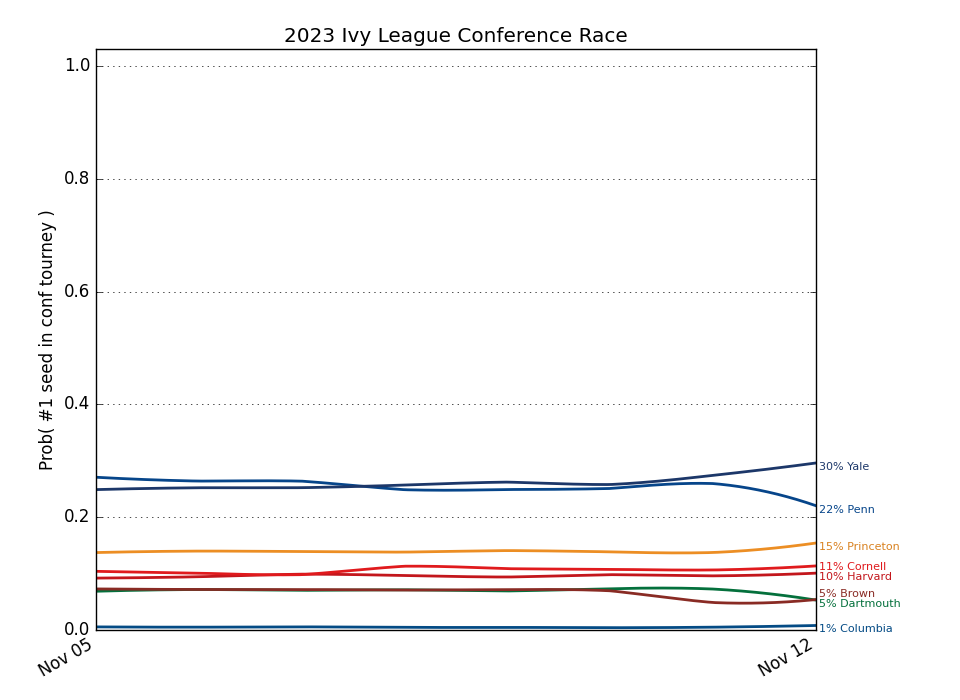 2023 Ivy League Conference Race
Prob( #1 seed in conf tourney )
1.0
0.8
0.6
0.4
0.2
0.0
30% Yale
22% Penn
15% Princeton
11% Cornell
10% Harvard
5% Brown
5% Dartmouth
1% Columbia
Nov 05
Nov 12